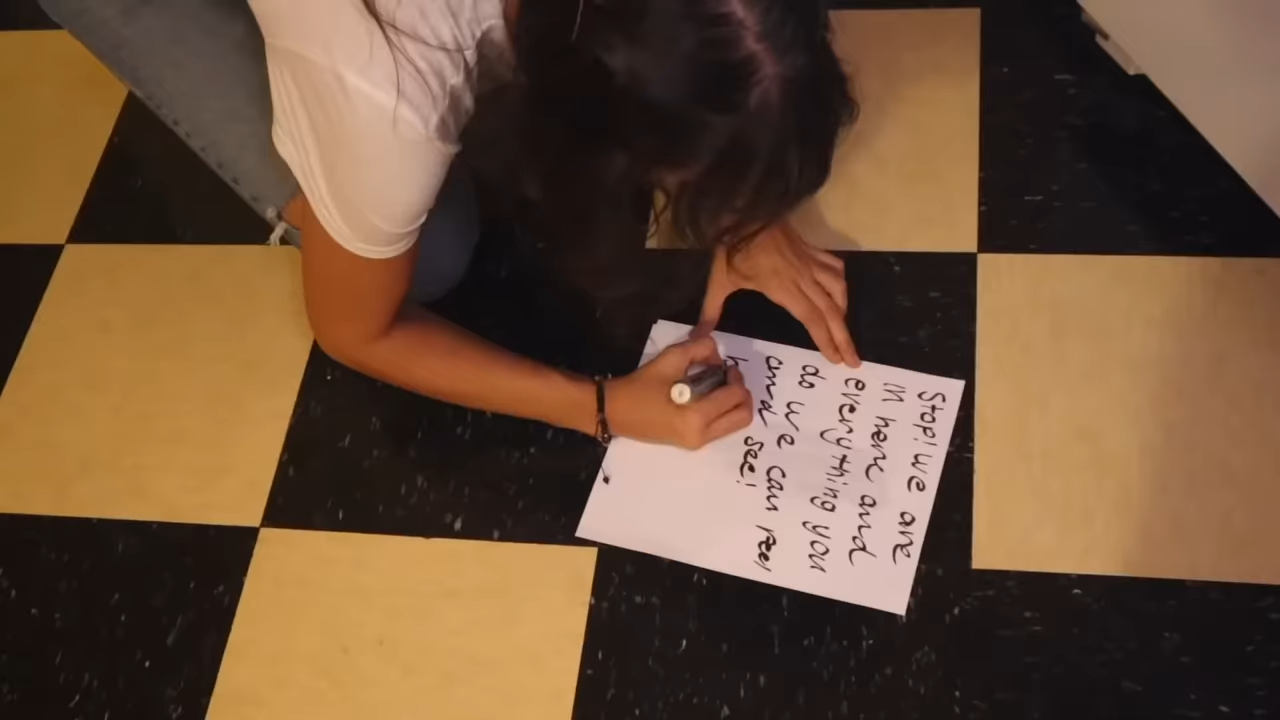 Stop! we are
in here and
everything you
do we can feel
and see!
h